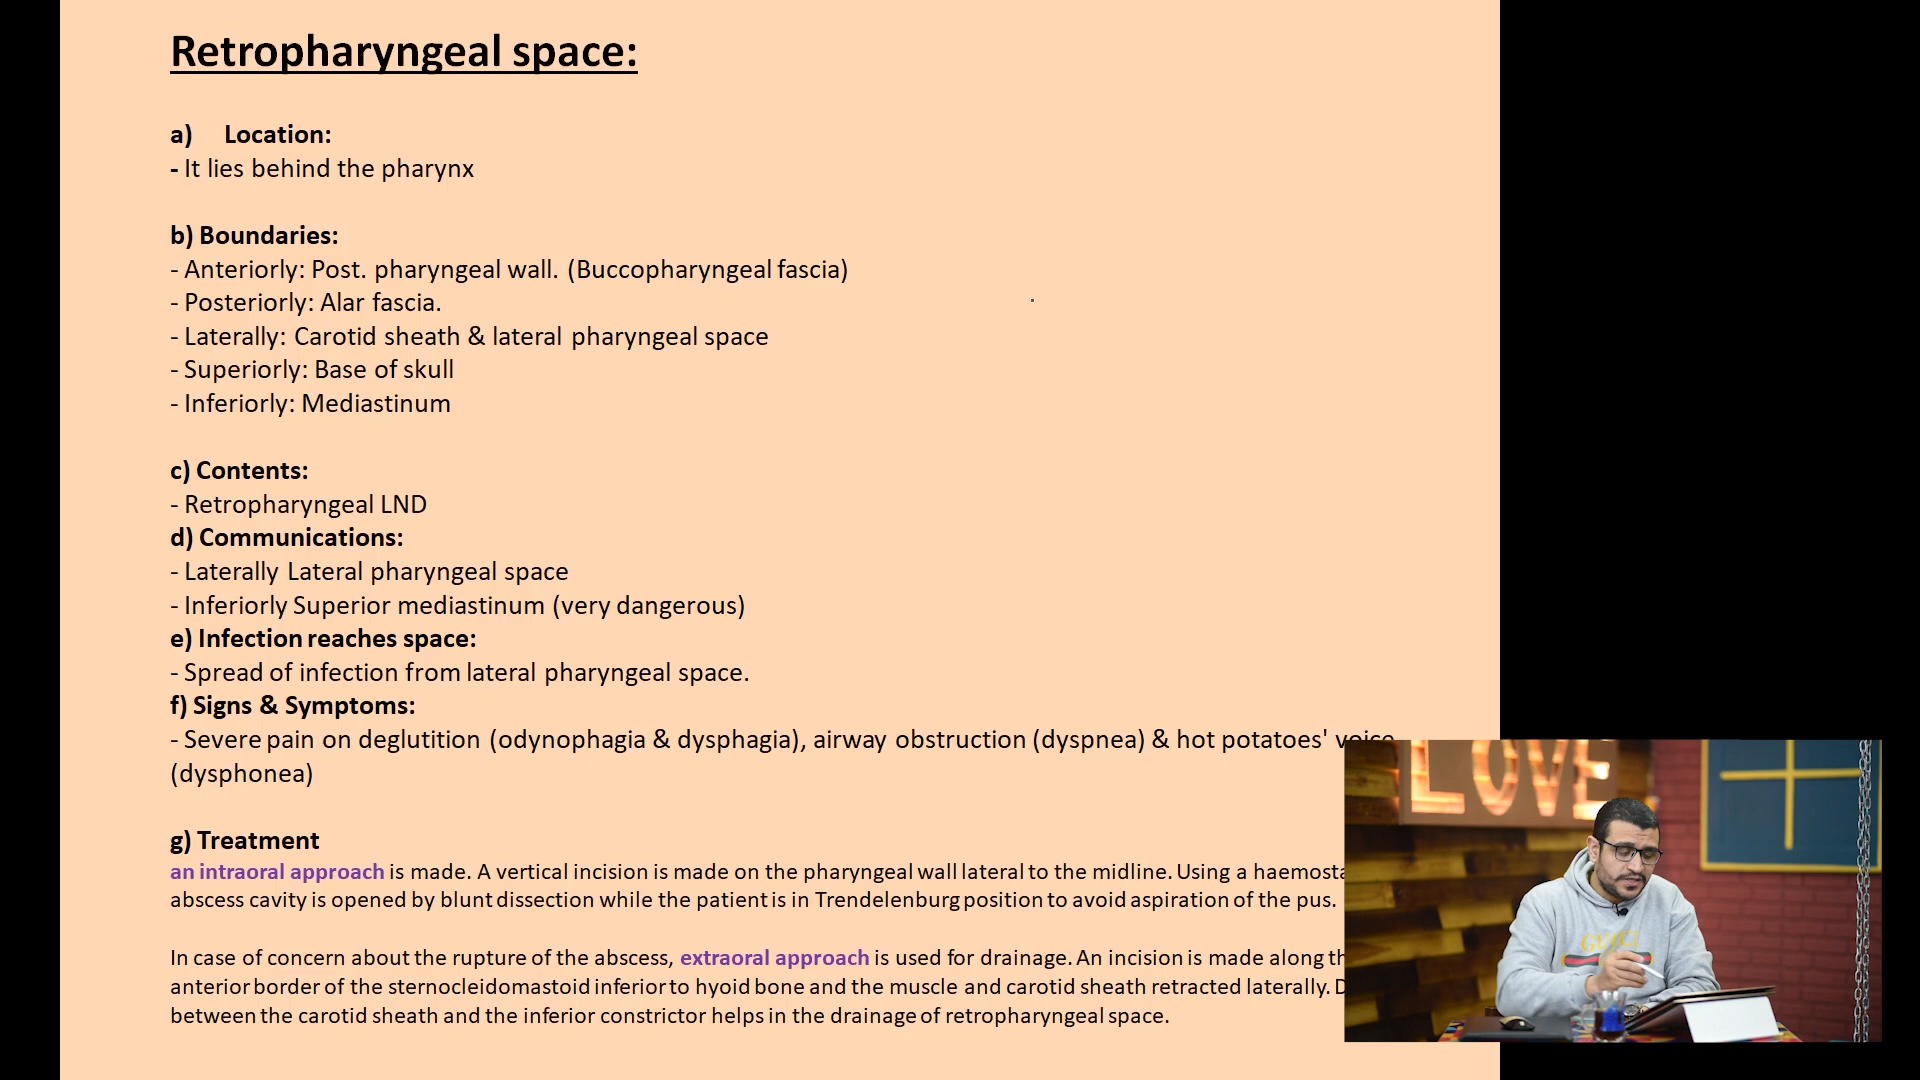 Retropharyngeal space:
a) Location:
- It lies behind the pharynx
b) Boundaries:
- Anteriorly: Post. pharyngeal wall. (Buccopharyngeal fascia)
- Posteriorly: Alar fascia.
- Laterally: Carotid sheath & lateral pharyngeal space
- Superiorly: Base of skull
- Inferiorly: Mediastinum
c) Contents:
- Retropharyngeal LND
d) Communications:
- Laterally Lateral pharyngeal space
- Inferiorly Superior mediastinum (very dangerous)
e) Infection reaches space:
- Spread of infection from lateral pharyngeal space.
f) Signs & Symptoms:
- Severe pain on deglutition (odynophagia & dysphagia), airway obstruction (dyspnea) & hot potatoes' voice
(dysphonea)
g) Treatment
an intraoral approach is made. A vertical incision is made on the pharyngeal wall lateral to the midline. Using a
abscess cavity is opened by blunt dissection while the patient is in Trendelenburg position to avoid aspiration of the pus.
In case of concern about the rupture of the abscess, extraoral approach is used for drainage. An incision is made along
anterior border of the sternocleidomastoid inferior to hyoid bone and the muscle and carotid sheath retracted laterally.
between the carotid sheath and the inferior constrictor helps in the drainage of retropharyngeal space.
LOVE
GUCCI